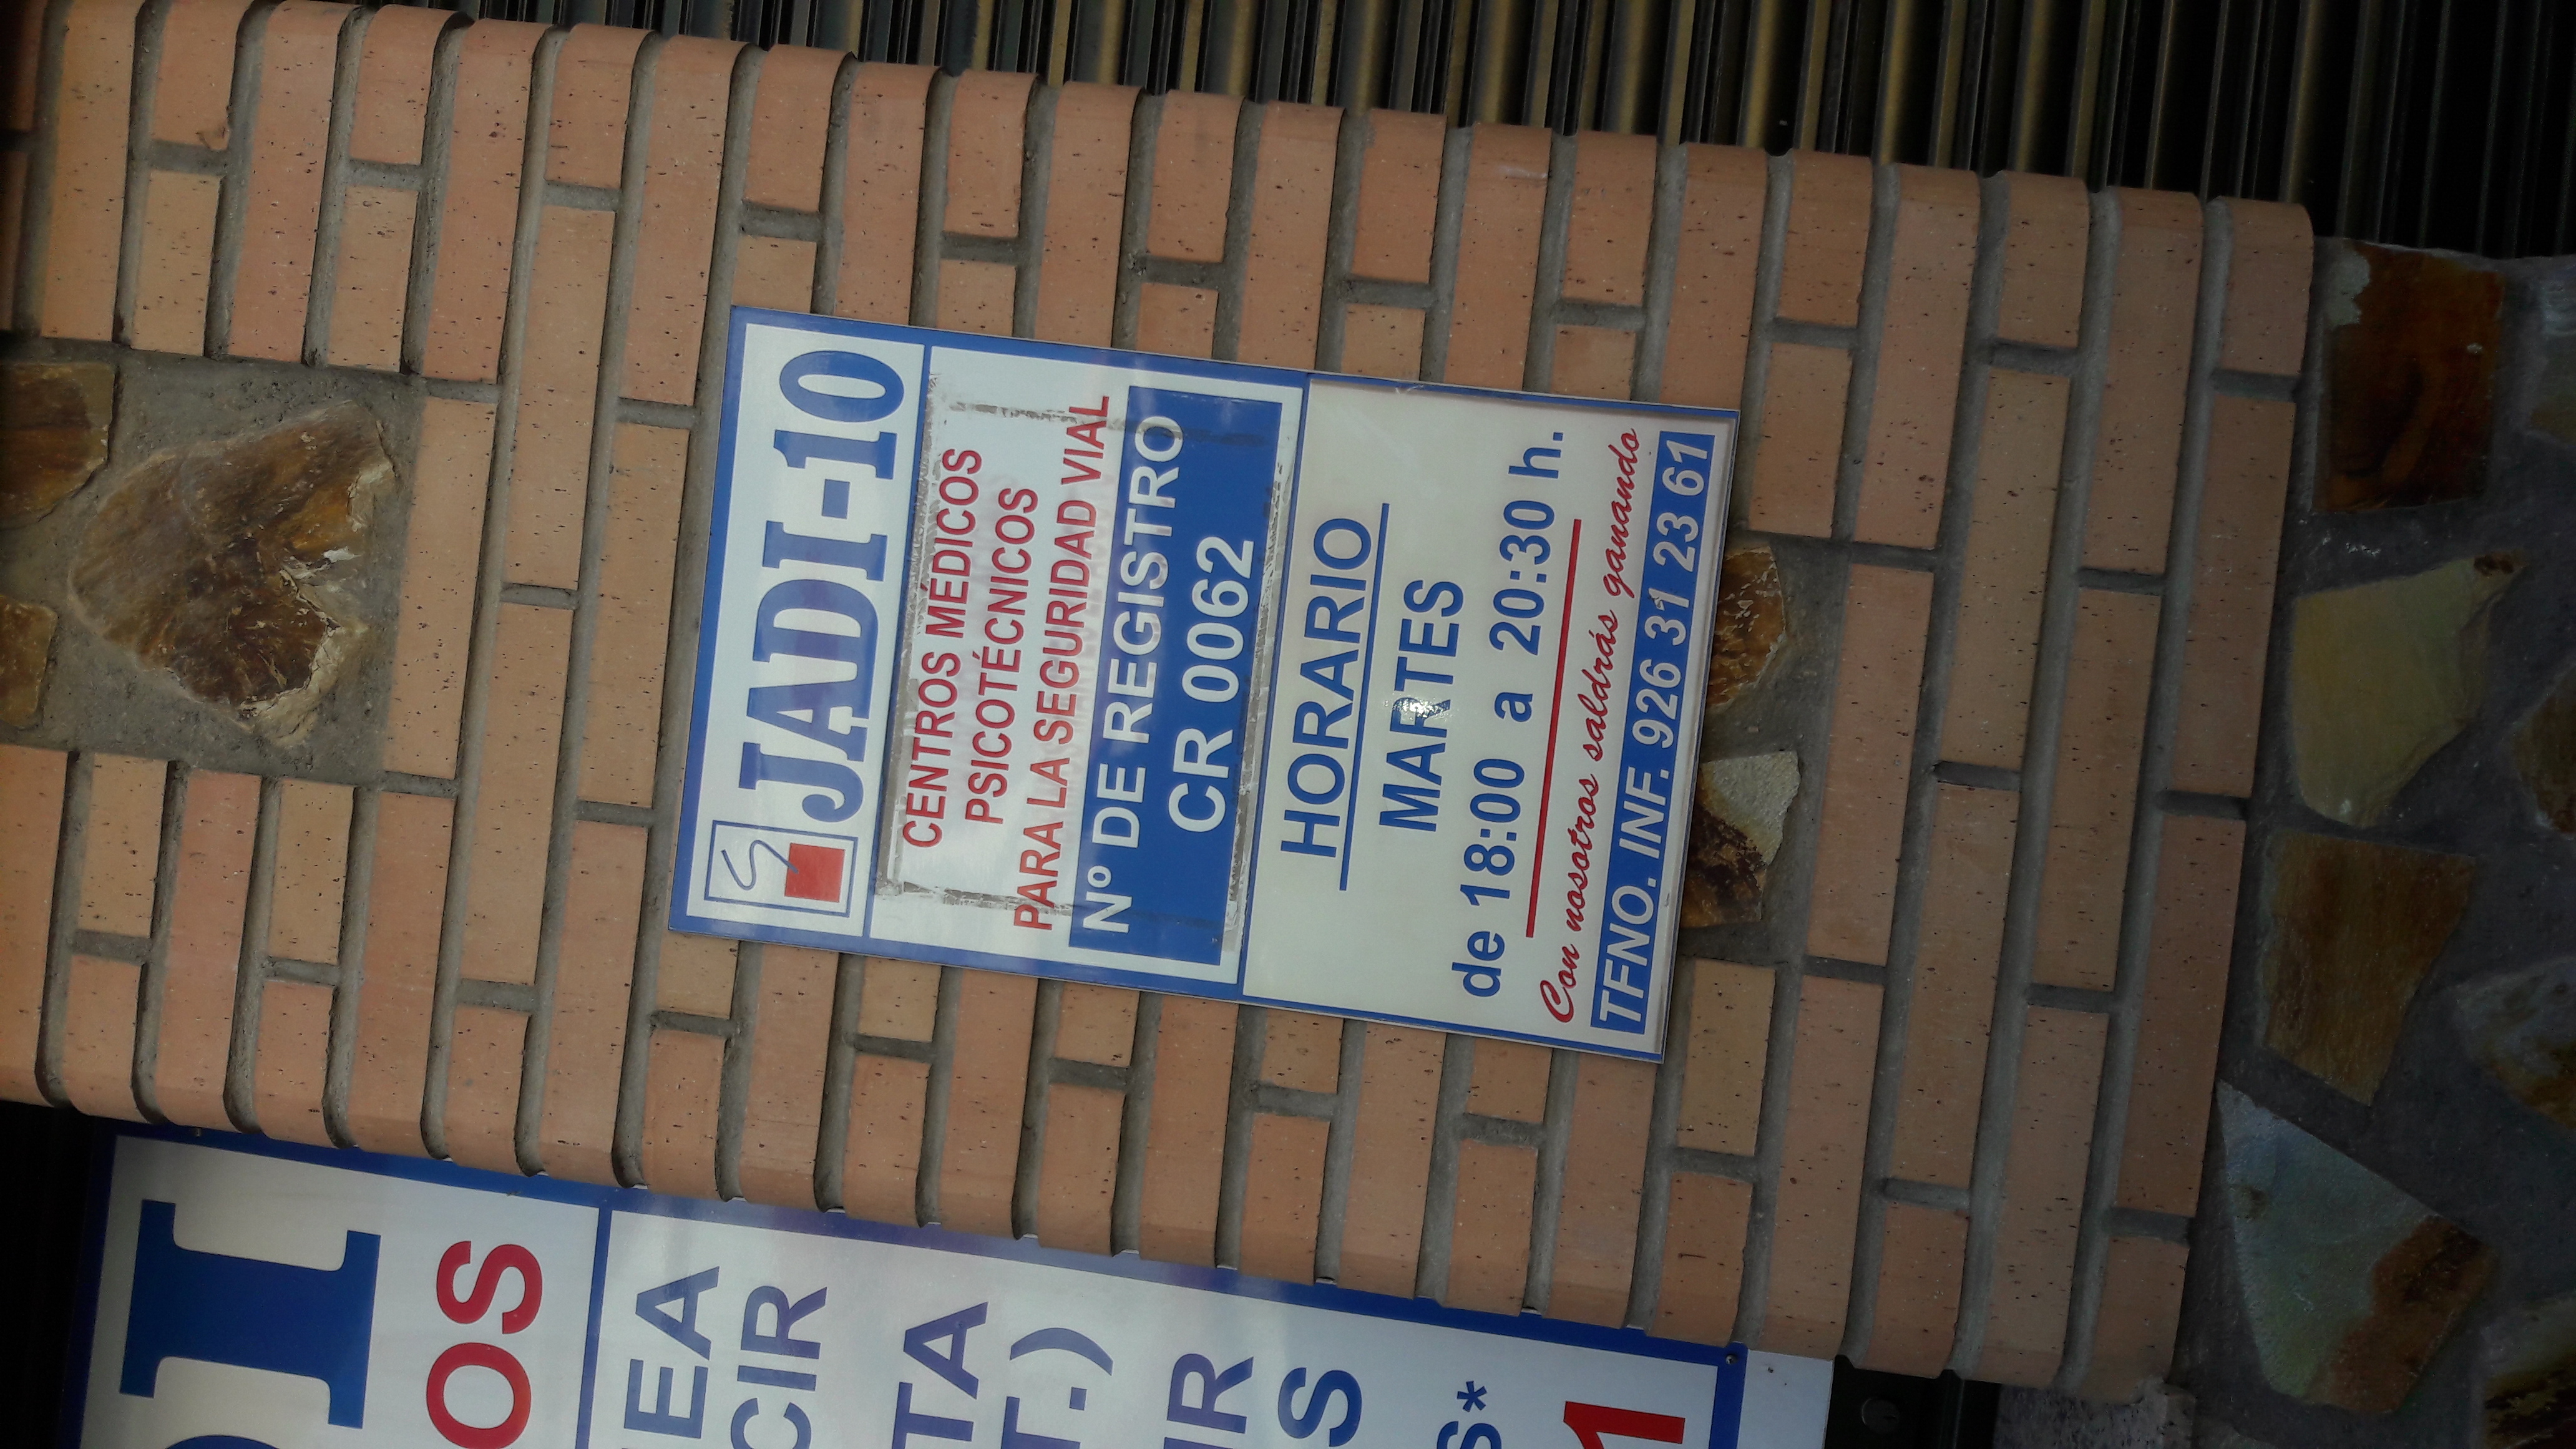 JADI-10
CENTROS MEDICOS
PSICOTÉCNICOS
PARA LA SEGURIDAD VIAL
Nº DE REGISTRO
CR 0062
HORARIO
MARTES
de 18:00 a 20:30 h.
Con nosotros saldrás ganando
TFNO. INF. 926 31 23 61